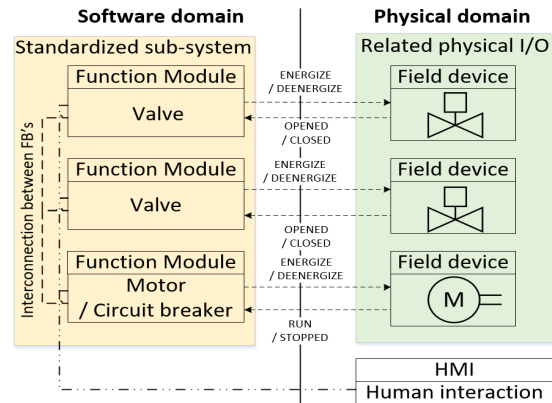 Software domain
Physical domain
Standardized sub-system
Related physical I/O
Function Module
Valve
ENERGIZE
/ DEENERGIZE
OPENED
/ CLOSED
Field device
Function Module
Valve
ENERGIZE
/ DEENERGIZE
OPENED
/ CLOSED
Field device
Function Module
Motor
/ Circuit breaker
ENERGIZE
/ DEENERGIZE
RUN
/ STOPPED
Field device
M
Interconnection between FB's
HMI
Human interaction